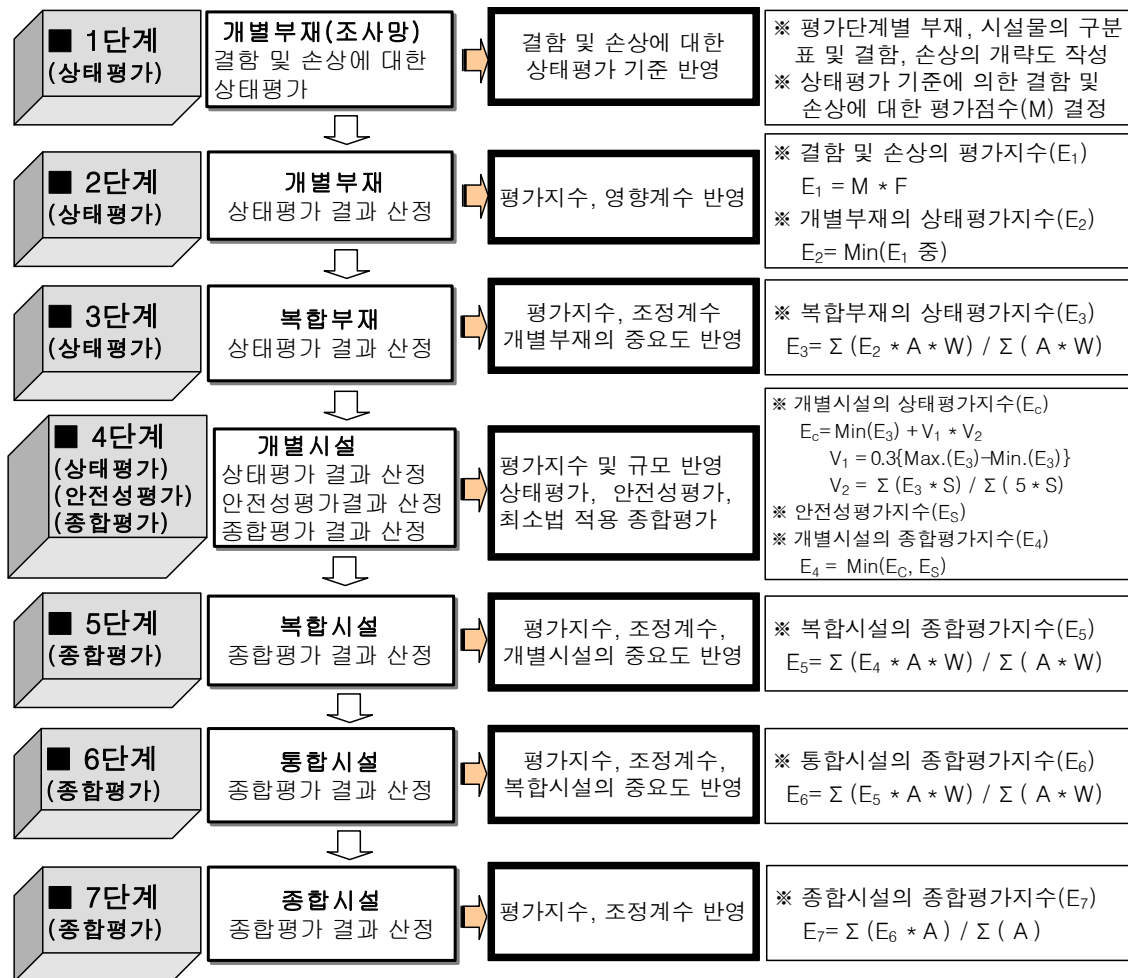 ■ 1단계
(상태평가)
개별부재(조사망)
결함 및 손상에 대한
상태평가
결함 및 손상에 대한
상태평가 기준 반영
※ 평가단계별 부재, 시설물의 구분
표 및 결함, 손상의 개략도 작성
※ 상태평가 기준에 의한 결함 및
손상에 대한 평가점수(M) 결정
■ 2단계
(상태평가)
개별부재
상태평가 결과 산정
평가지수, 영향계수 반영
※ 결함 및 손상의 평가지수(E₁)
E₁ = M * F
※ 개별부재의 상태평가지수(E₂)
E₂= Min(E₁ 중)
■ 3단계
(상태평가)
복합부재
상태평가 결과 산정
평가지수, 조정계수
개별부재의 중요도 반영
※ 복합부재의 상태평가지수(E₃)
E₃= Σ (E₂ * A * W) / Σ ( A * W)
■ 4단계
(상태평가)
(안전성평가)
(종합평가)
개별시설
상태평가 결과 산정
안전성평가결과 산정
종합평가 결과 산정
평가지수 및 규모 반영
상태평가, 안전성평가,
최소법 적용 종합평가
※ 개별시설의 상태평가지수(Ec)
Ec= Min(E₃) + V₁ * V₂
V₁ = 0.3{Max.(E₃)-Min.(E₃)}
V₂ = Σ (E₃ * S) / Σ ( 5 * S)
※ 안전성평가지수(ES)
※ 개별시설의 종합평가지수(E₄)
E₄ = Min(EC, ES)
■ 5단계
(종합평가)
복합시설
종합평가 결과 산정
평가지수, 조정계수,
개별시설의 중요도 반영
※ 복합시설의 종합평가지수(E₅)
E₅= Σ (E₄ * A * W) / Σ ( A * W)
■ 6단계
(종합평가)
통합시설
종합평가 결과 산정
평가지수, 조정계수,
복합시설의 중요도 반영
※ 통합시설의 종합평가지수(E₆)
E₆= Σ (E₅ * A * W) / Σ ( A * W)
■ 7단계
(종합평가)
종합시설
종합평가 결과 산정
평가지수, 조정계수 반영
※ 종합시설의 종합평가지수(E₇)
E₇= Σ (E₆ * A ) / Σ ( A )